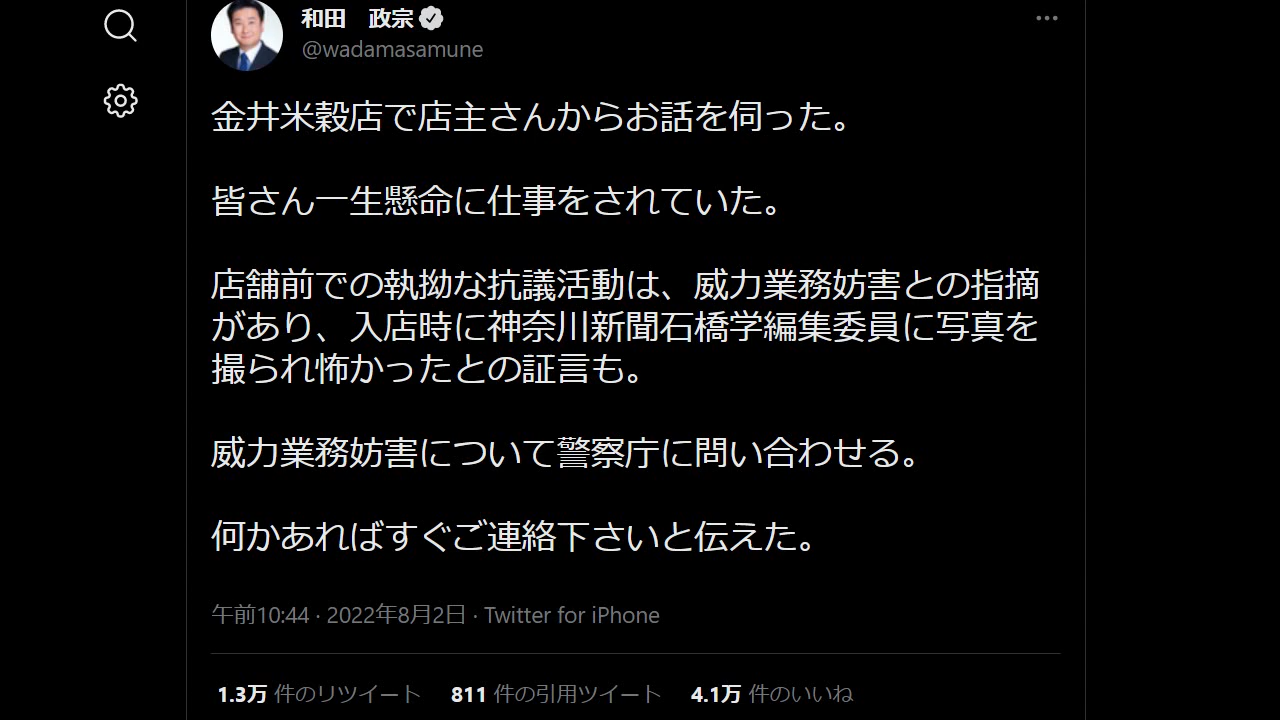 和田　政宗
@wadamasamune
金井米穀店で店主さんからお話を伺った。
皆さん一生懸命に仕事をされていた。
店舗前での執拗な抗議活動は、威力業務妨害との指摘
があり、入店時に神奈川新聞石橋学編集委員に写真を
撮られ怖かったとの証言も。
威力業務妨害について警察庁に問い合わせる。
何かあればすぐご連絡下さいと伝えた。
午前10:44 · 2022年8月2日 · Twitter for iPhone
1.3万 件のリツイート 811 件の引用ツイート 4.1万 件のいいね